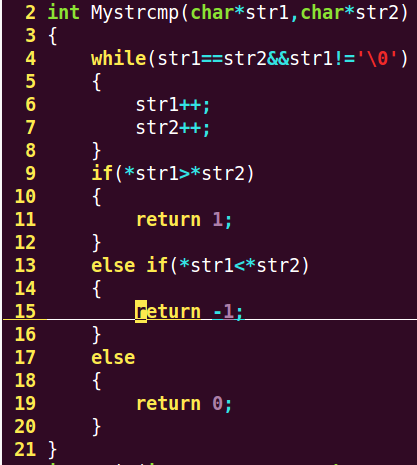 2 int Mystrcmp(char*str1,char*str2)
3 {
4     while(str1==str2&&str1!='\0')
5     {
6         str1++;
7         str2++;
8     }
9     if(*str1>*str2)
10     {
11         return 1;
12     }
13     else if(*str1<*str2)
14     {
15         return -1;
16     }
17     else
18     {
19         return 0;
20     }
21 }